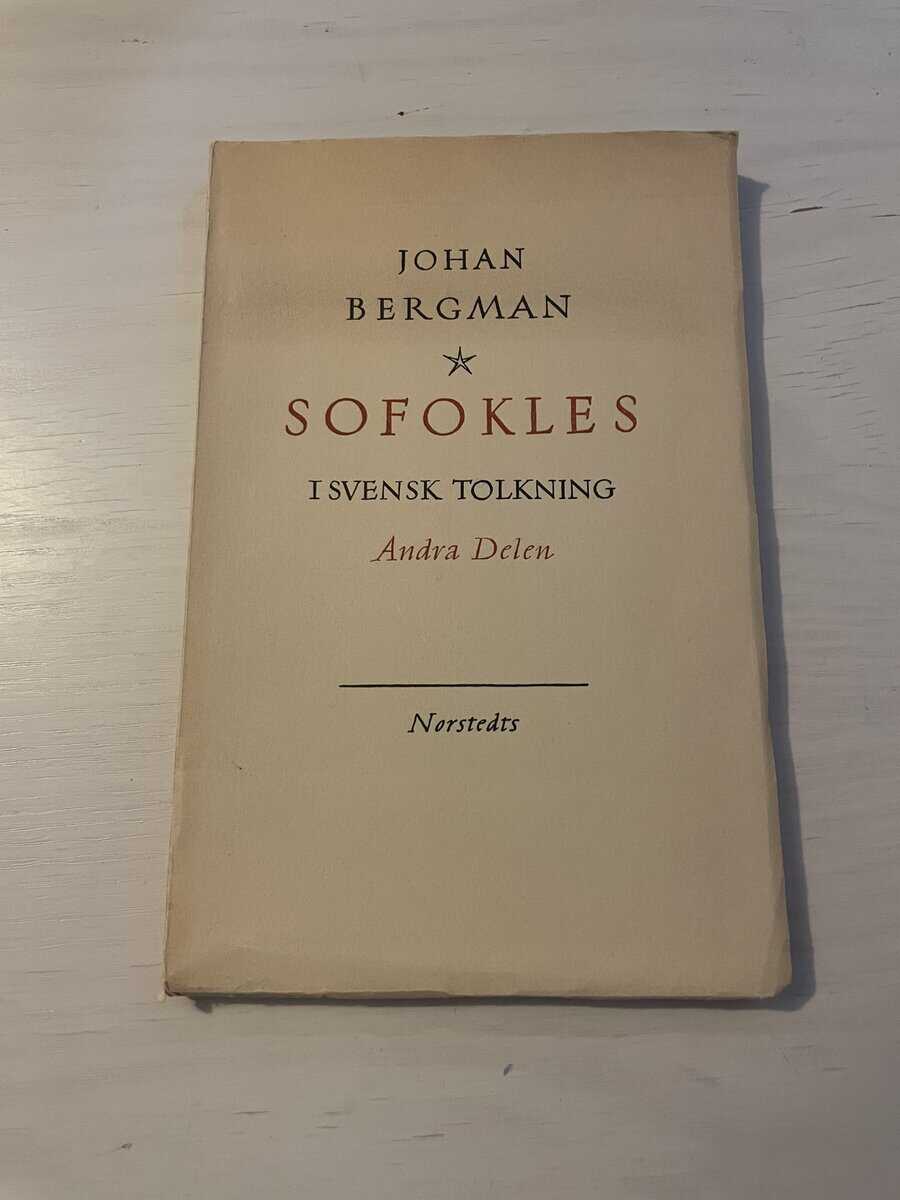 JOHAN
BERGMAN
SOFOKLES
I SVENSK TOLKNING
Andra Delen
Norstedts